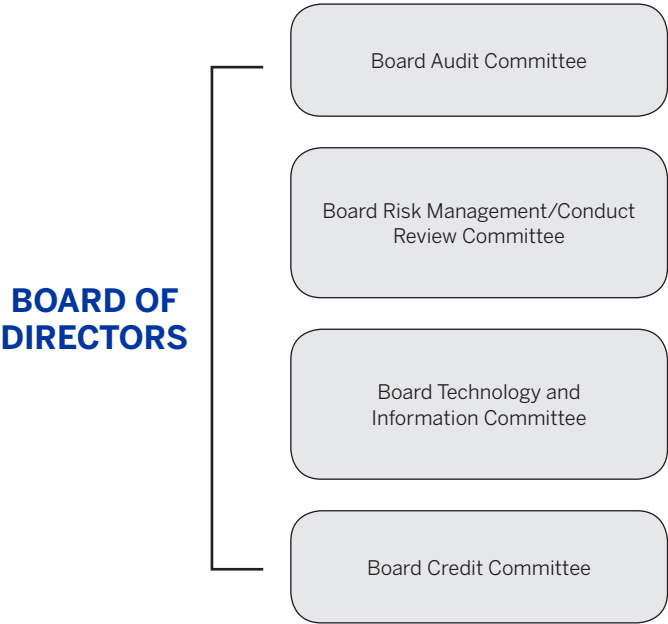 Board Audit Committee
Board Risk Management/Conduct
Review Committee
BOARD OF
DIRECTORS
Board Technology and
Information Committee
Board Credit Committee